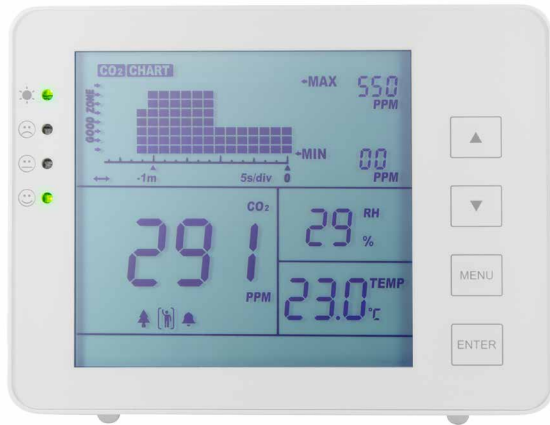 CO2 CHART
GOOD ZONE
MAX 550 PPM
MIN 00 PPM
-1m 5s/div 0
CO2
291 PPM
29 RH %
23.0 TEMP °C
MENU
ENTER